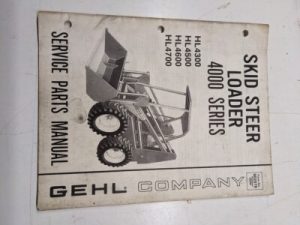 SKID STEER
LOADER
4000 SERIES
HL4300
HL4500
HL4600
HL4700
SERVICE PARTS MANUAL
GEHL COMPANY